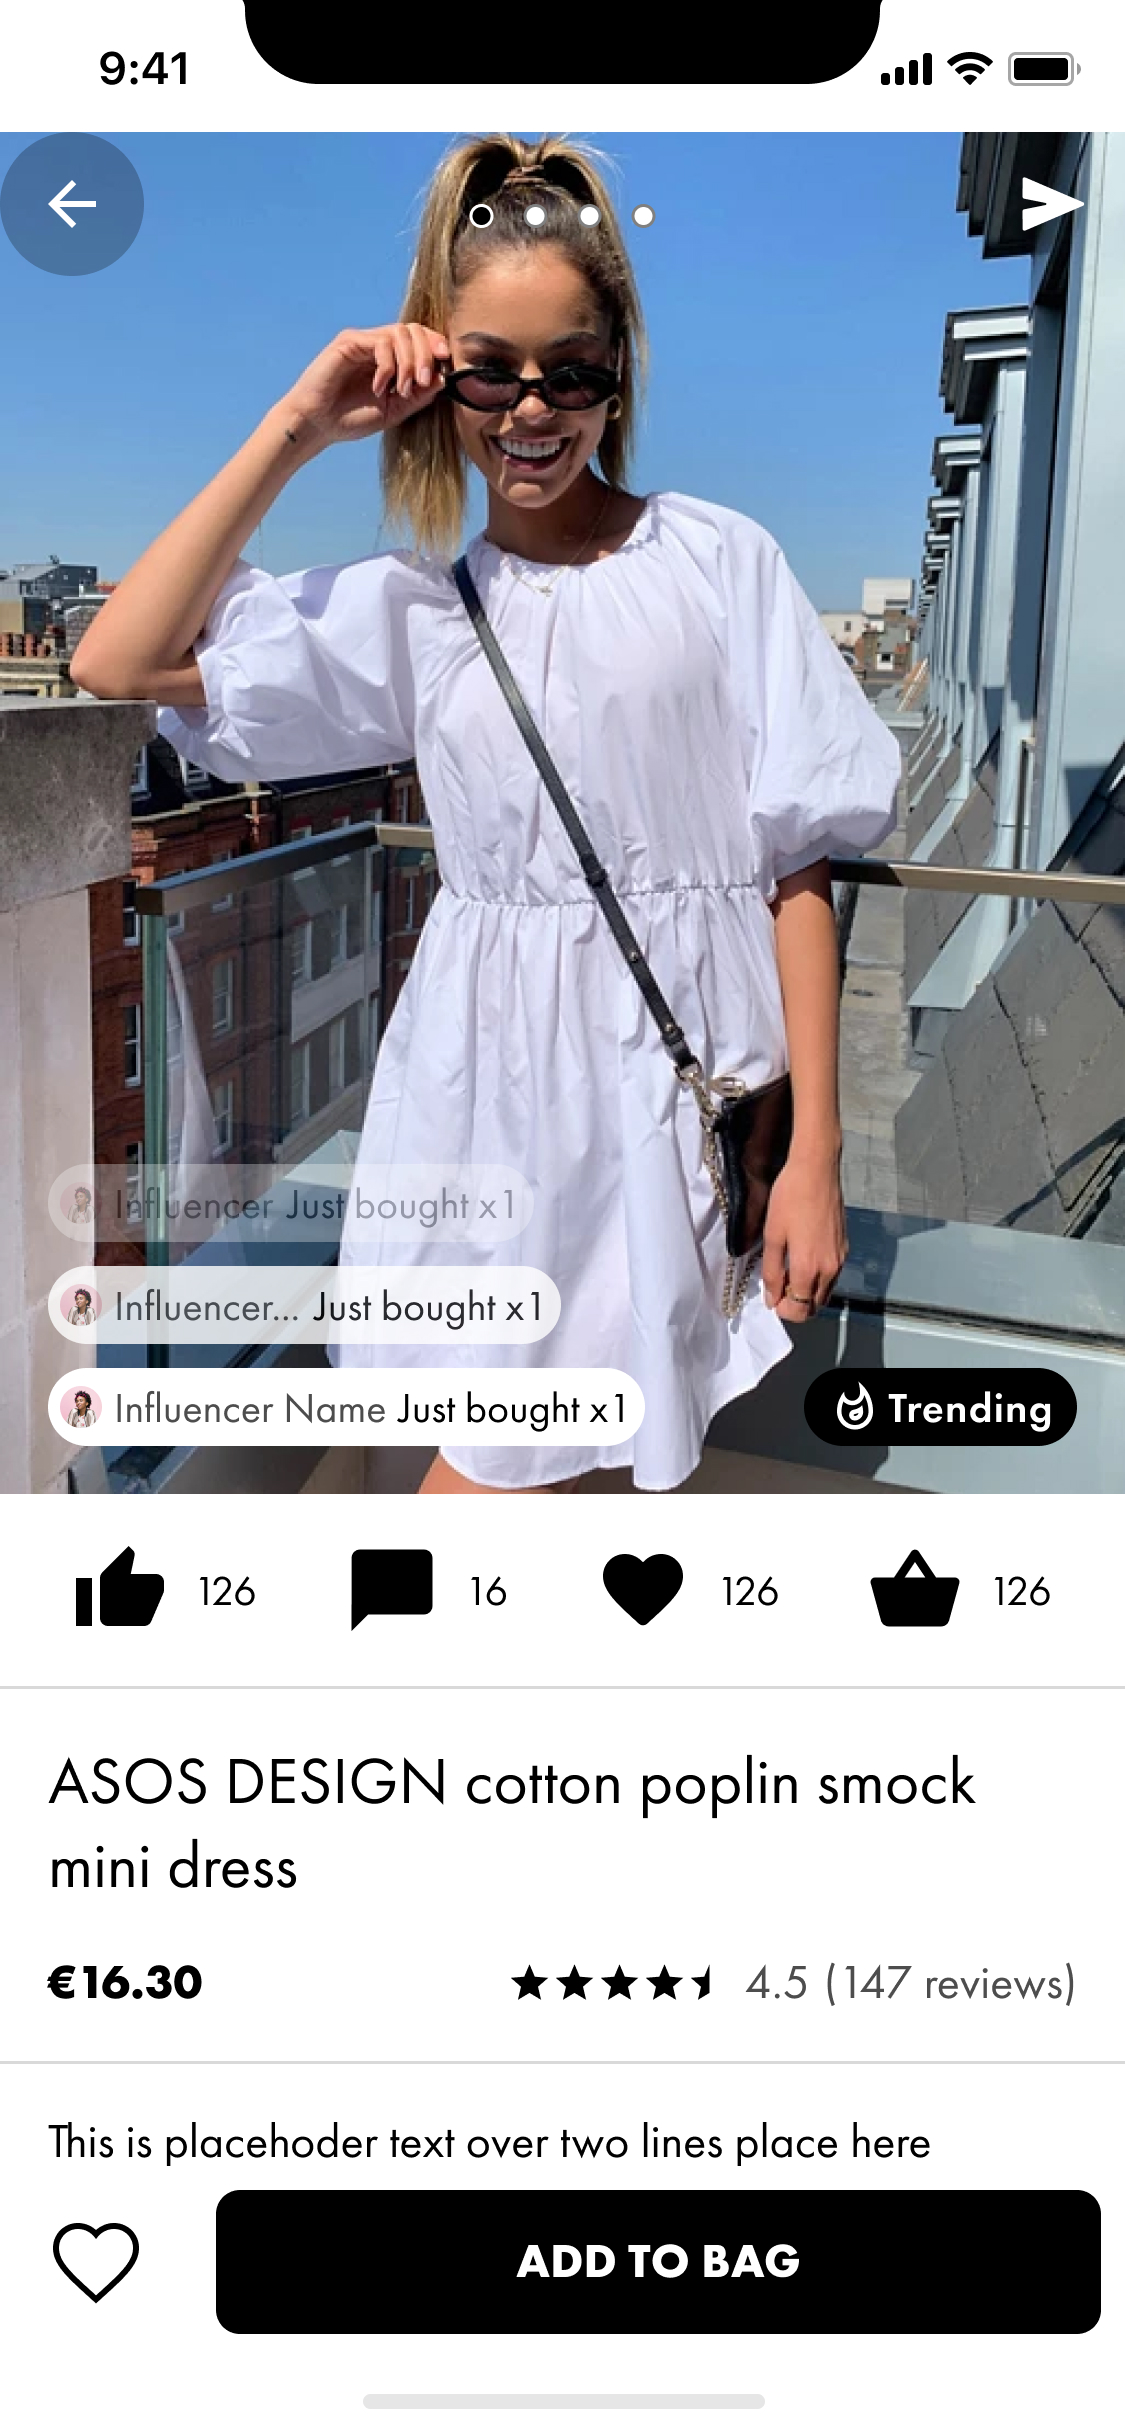 9:41
Influencer Just bought x1
Influencer... Just bought x1
Influencer Name Just bought x1
Trending
126
16
126
126
ASOS DESIGN cotton poplin smock
mini dress
€16.30
4.5 (147 reviews)
This is placehoder text over two lines place here
ADD TO BAG